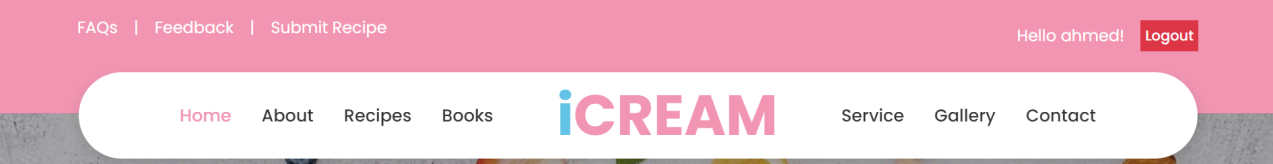 FAQs | Feedback | Submit Recipe
Hello ahmed! Logout
Home About Recipes Books iCREAM Service Gallery Contact